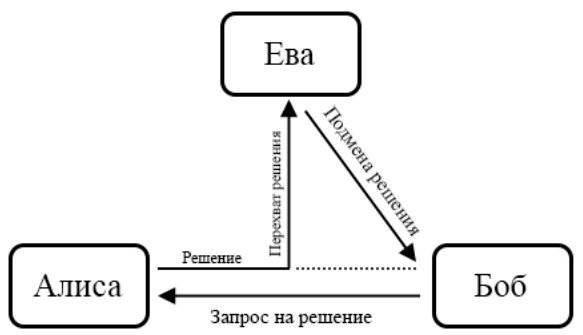 Ева
Перехват решения
Подмена решения
Решение
Алиса
Боб
Запрос на решение